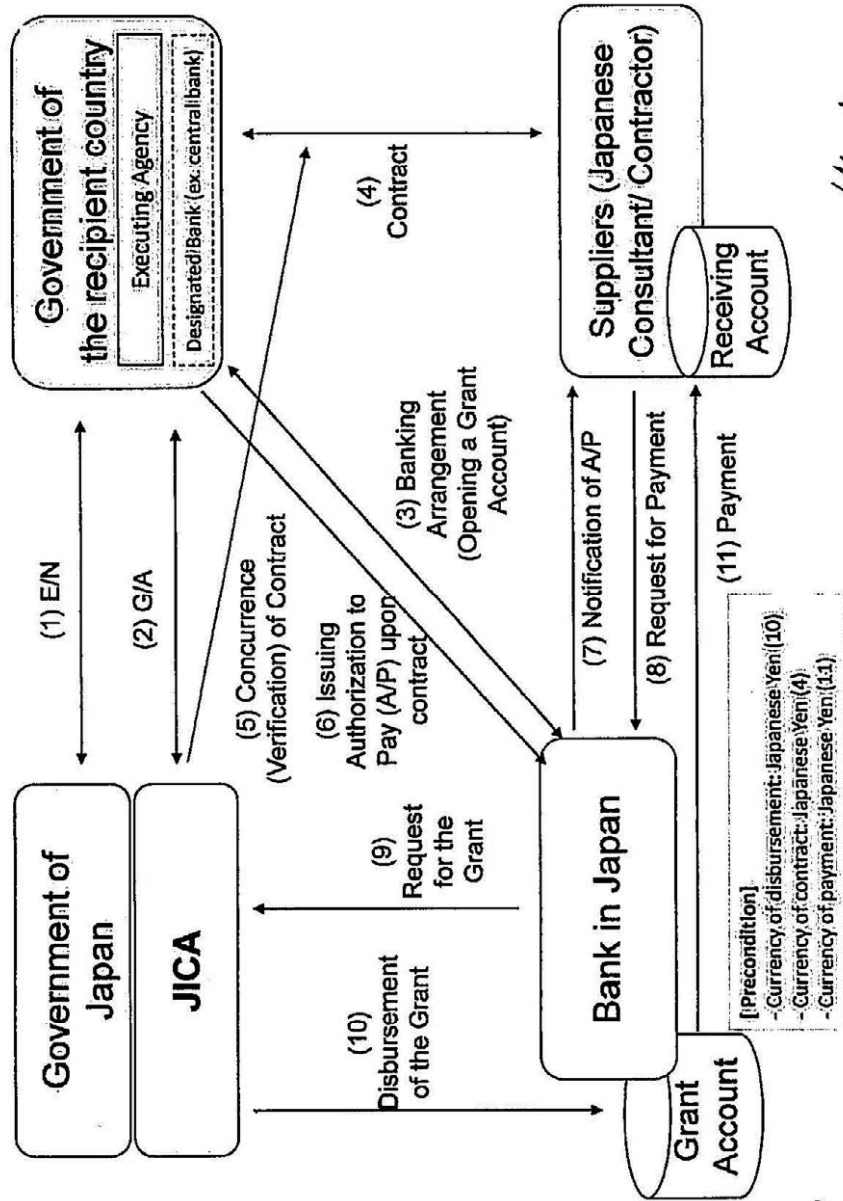 Government of
Japan
JICA
Government of
the recipient country
Executing Agency
Designated Bank (ex. central bank)
(1) E/N
(2) G/A
(5) Concurrence
(Verification) of Contract
(6) Issuing
Authorization to
Pay (A/P) upon
contract
(3) Banking
Arrangement
(Opening a Grant
Account)
(4)
Contract
(9)
Request
for the
Grant
(10)
Disbursement
of the Grant
Bank in Japan
Grant
Account
(7) Notification of A/P
(8) Request for Payment
(11) Payment
Suppliers (Japanese
Consultant/ Contractor)
Receiving
Account
[Precondition]
- Currency of disbursement: Japanese Yen (10)
- Currency of contract: Japanese Yen (4)
- Currency of payment: Japanese Yen (11)